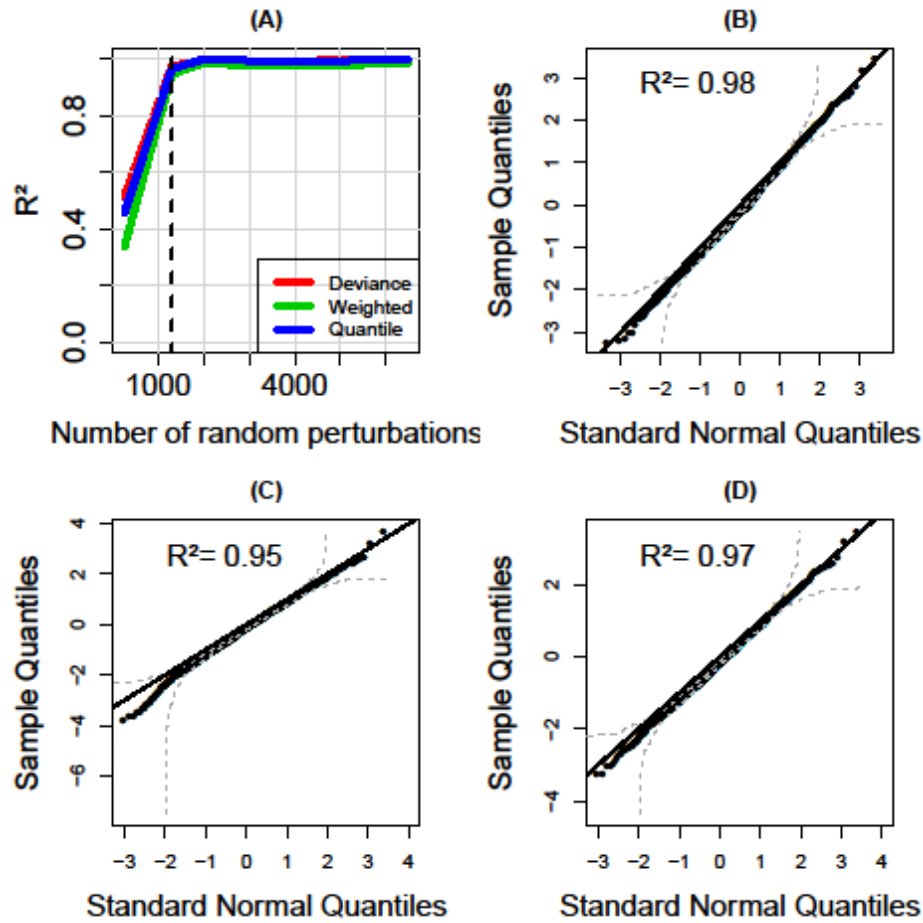 (A)
R²
0.8
0.4
0.0
Deviance
Weighted
Quantile
1000 4000
Number of random perturbations
(B)
R²= 0.98
Sample Quantiles
3
2
1
0
−1
−2
−3
−3 −2 −1 0 1 2 3
Standard Normal Quantiles
(C)
R²= 0.95
Sample Quantiles
4
2
0
−2
−4
−6
−3 −2 −1 0 1 2 3 4
Standard Normal Quantiles
(D)
R²= 0.97
Sample Quantiles
2
0
−2
−4
−3 −2 −1 0 1 2 3 4
Standard Normal Quantiles